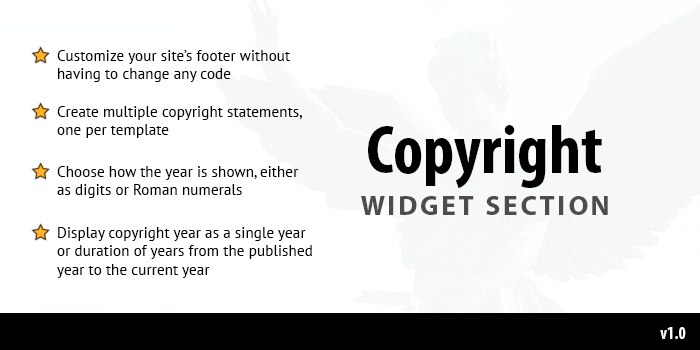 Customize your site's footer without
having to change any code
Create multiple copyright statements,
one per template
Choose how the year is shown, either
as digits or Roman numerals
Display copyright year as a single year
or duration of years from the published
year to the current year
Copyright
WIDGET SECTION
v1.0